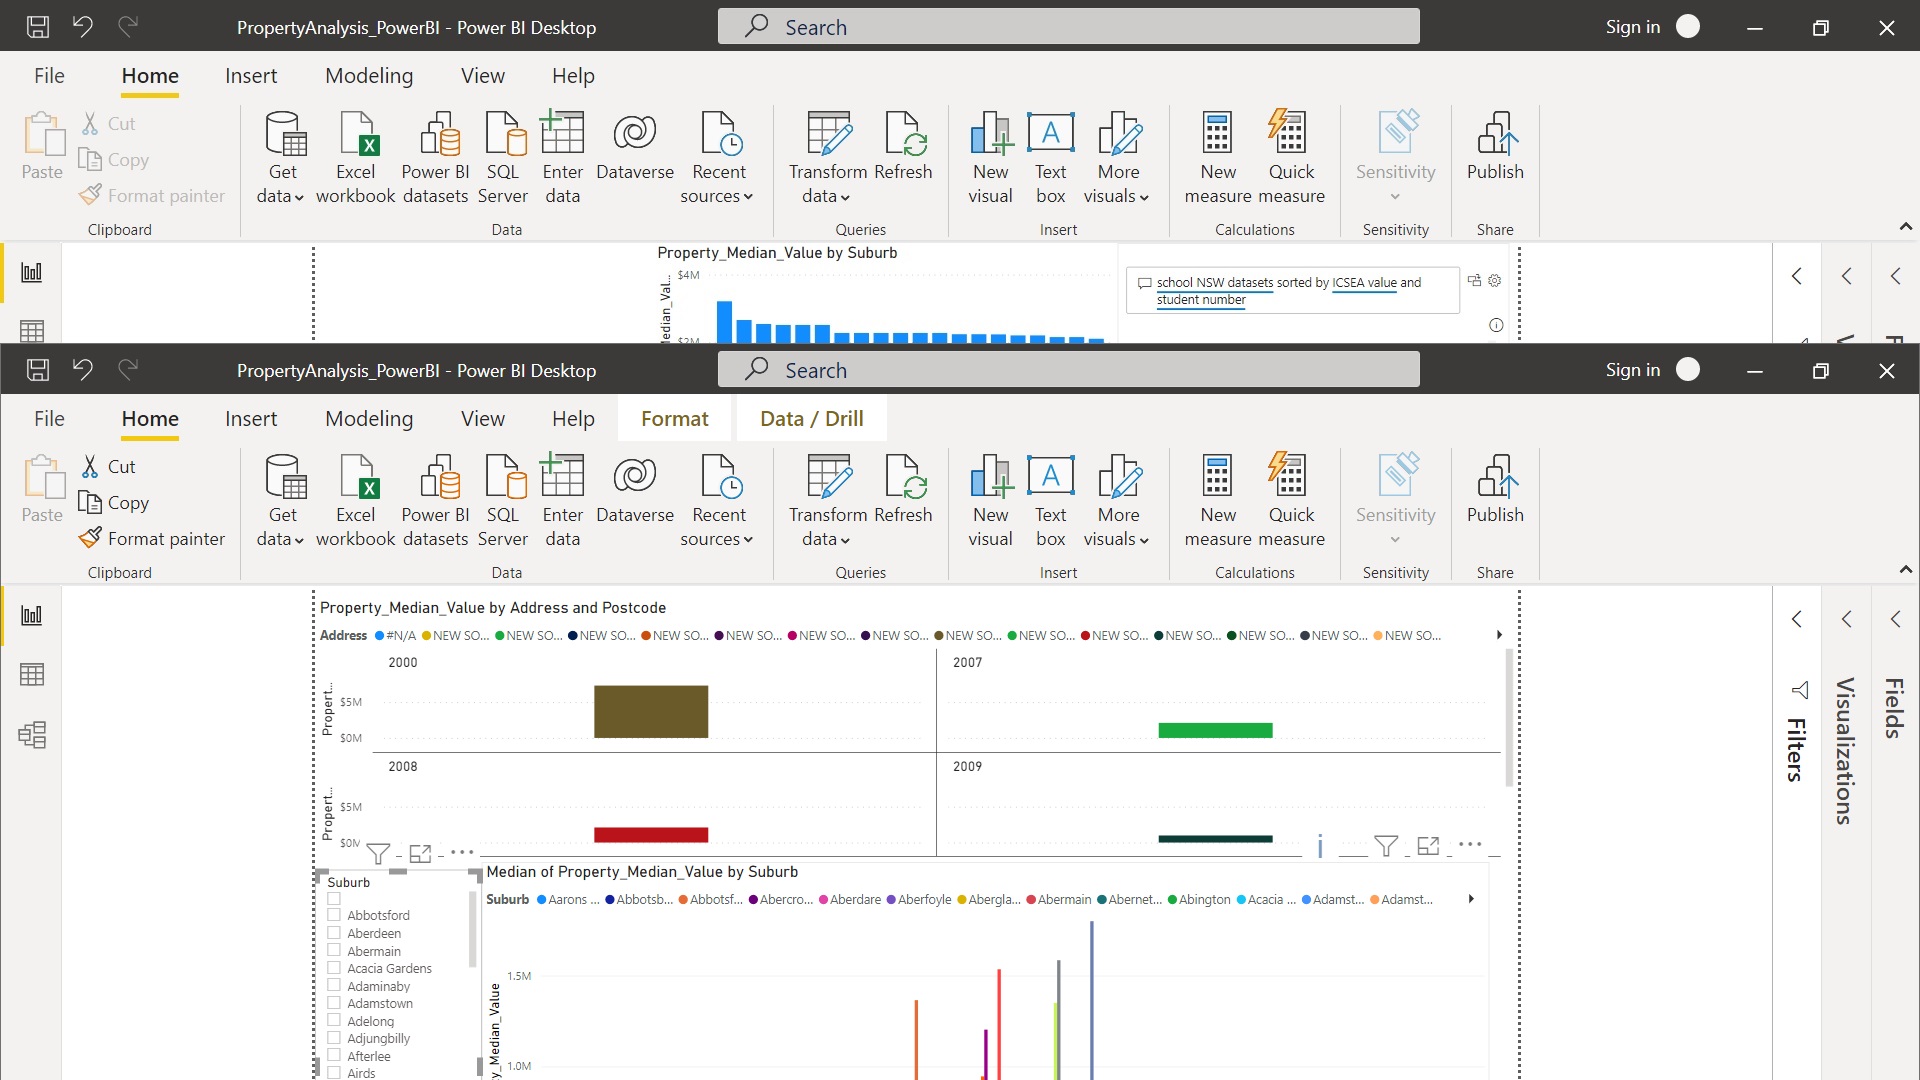 PropertyAnalysis_PowerBI - Power BI Desktop
Search
Sign in
File Home Insert Modeling View Help
Paste
Cut
Copy
Format painter
Clipboard
Get data
Excel workbook
Power BI datasets
SQL Server
Enter data
Dataverse
Recent sources
Data
Transform data
Refresh
Queries
New visual
Text box
More visuals
Insert
New measure
Quick measure
Calculations
Sensitivity
Sensitivity
Publish
Share
Property_Median_Value by Suburb
$4M
school NSW datasets sorted by ICSEA value and
student number
PropertyAnalysis_PowerBI - Power BI Desktop
Search
Sign in
File Home Insert Modeling View Help Format Data / Drill
Paste
Cut
Copy
Format painter
Clipboard
Get data
Excel workbook
Power BI datasets
SQL Server
Enter data
Dataverse
Recent sources
Data
Transform data
Refresh
Queries
New visual
Text box
More visuals
Insert
New measure
Quick measure
Calculations
Sensitivity
Sensitivity
Publish
Share
Property_Median_Value by Address and Postcode
Address #N/A NEW SO... NEW SO... NEW SO... NEW SO... NEW SO... NEW SO... NEW SO... NEW SO... NEW SO... NEW SO... NEW SO... NEW SO... NEW SO... NEW SO...
2000 2007
Propert...
$5M
$0M
2008 2009
Propert...
$5M
$0M
Filters
Visualizations
Fields
Suburb
Abbotsford
Aberdeen
Abermain
Acacia Gardens
Adaminaby
Adamstown
Adelong
Adjungbilly
Afterlee
Airds
Median of Property_Median_Value by Suburb
Suburb Aarons ... Abbotsb... Abbotsf... Abercro... Aberdare Aberfoyle Abergla... Abermain Abernet... Abington Acacia ... Adamst... Adamst...
1.5M
1.0M